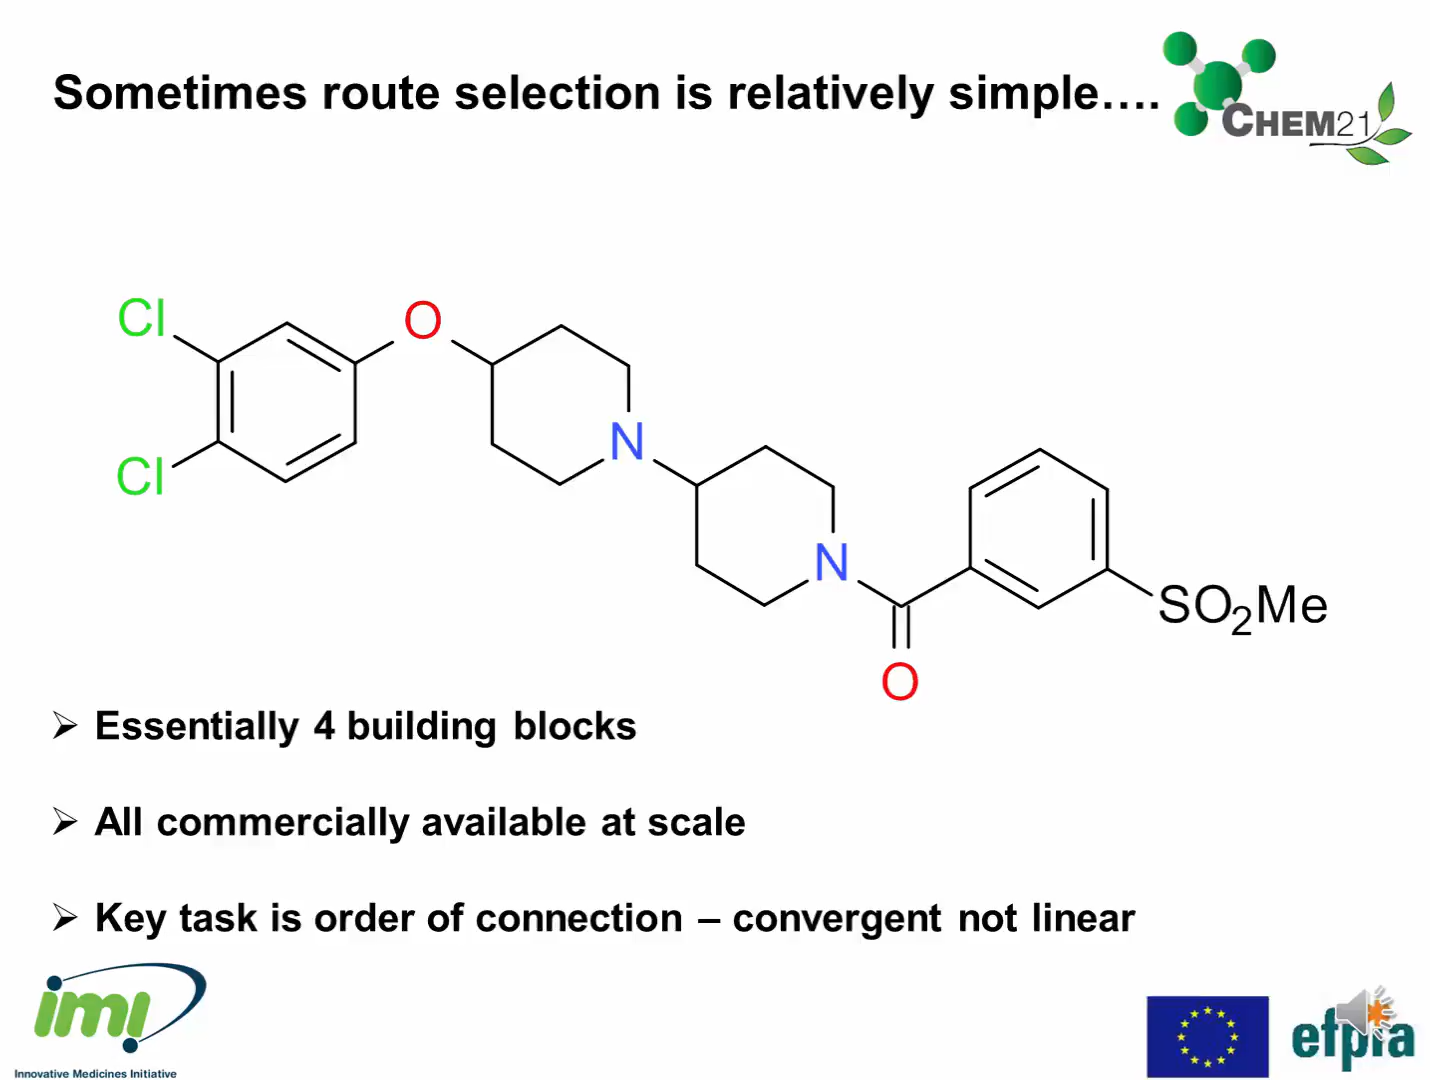 Sometimes route selection is relatively simple….
CHEM21
Cl
O
Cl
N
N
SO2Me
O
➢ Essentially 4 building blocks
➢ All commercially available at scale
➢ Key task is order of connection – convergent not linear
imi
Innovative Medicines Initiative
efpia